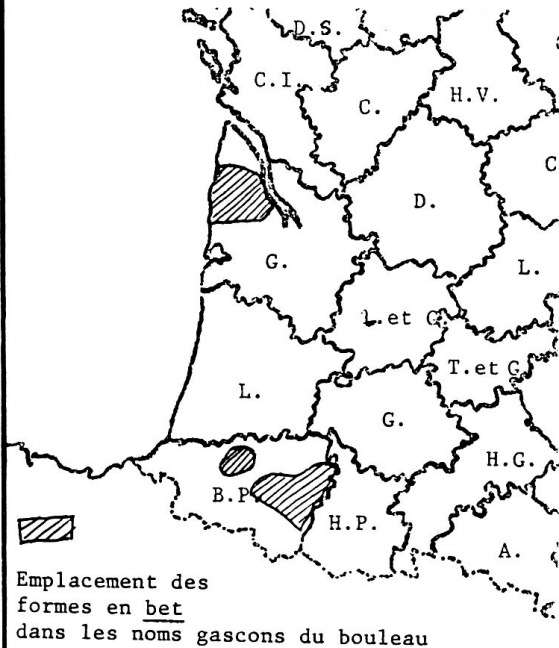 D.S.
C.I.
C.
H.V.
C
D.
G.
L.
L.et G.
T.et G.
L.
G.
H.G.
B.P
H.P.
A.
Emplacement des
formes en bet
dans les noms gascons du bouleau